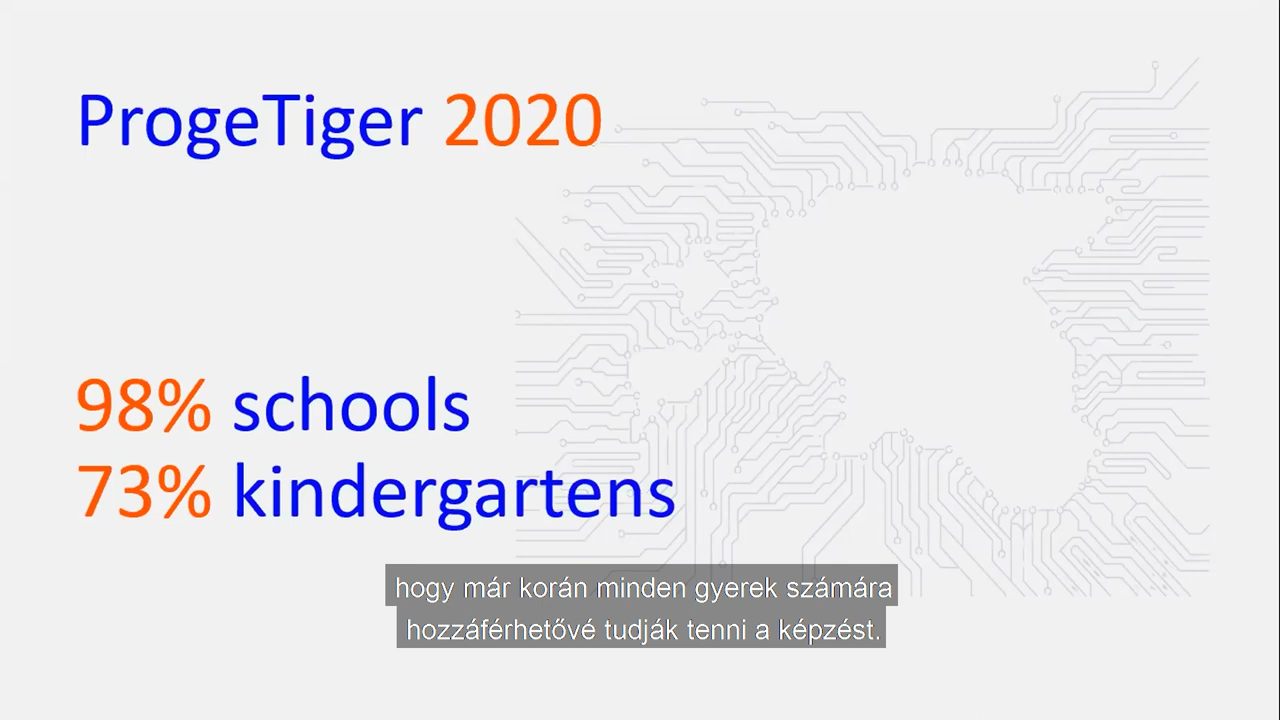 ProgeTiger 2020
98% schools
73% kindergartens
hogy már korán minden gyerek számára
hozzáférhetővé tudják tenni a képzést.